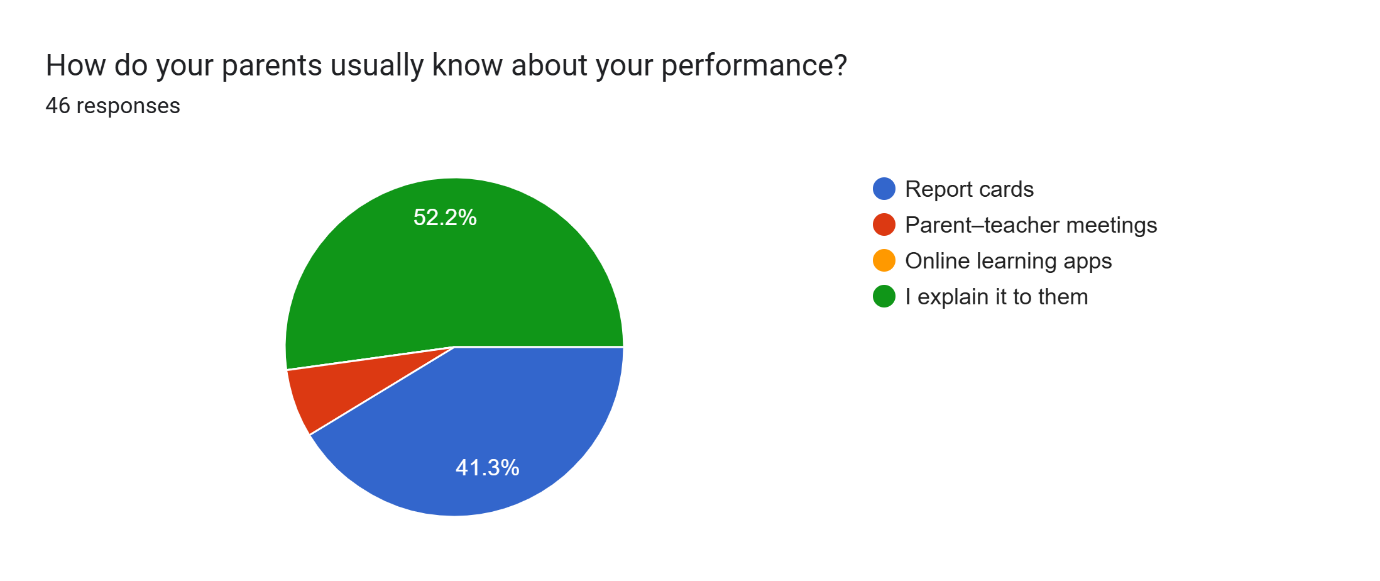 How do your parents usually know about your performance?
46 responses
52.2%
41.3%
Report cards
Parent–teacher meetings
Online learning apps
I explain it to them